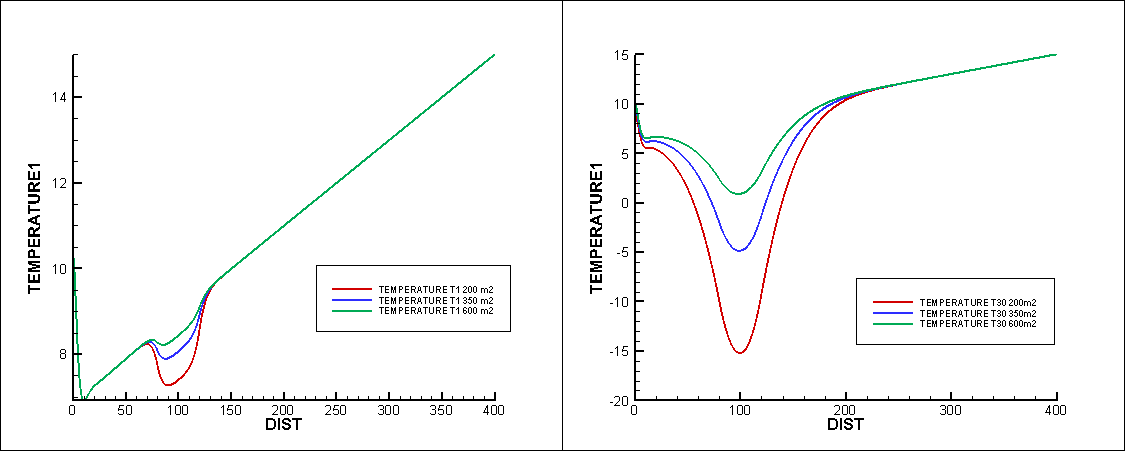 14
12
10
8
TEMPERATURE1
TEMPERATURE T1 200 m2
TEMPERATURE T1 350 m2
TEMPERATURE T1 600 m2
0 50 100 150 200 250 300 350 400
DIST
15
10
5
0
-5
-10
-15
-20
TEMPERATURE1
TEMPERATURE T30 200m2
TEMPERATURE T30 350m2
TEMPERATURE T30 600m2
0 100 200 300 400
DIST